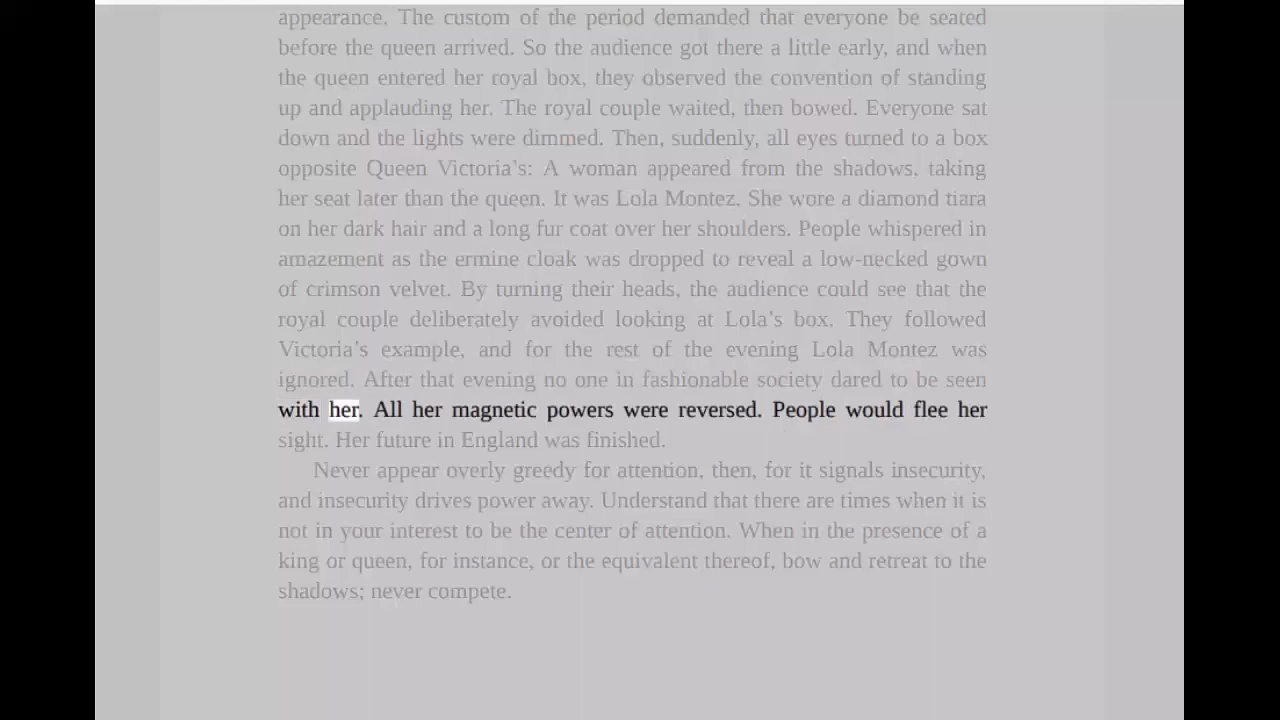 appearance. The custom of the period demanded that everyone be seated
before the queen arrived. So the audience got there a little early, and when
the queen entered her royal box, they observed the convention of standing
up and applauding her. The royal couple waited, then bowed. Everyone sat
down and the lights were dimmed. Then, suddenly, all eyes turned to a box
opposite Queen Victoria’s: A woman appeared from the shadows, taking
her seat later than the queen. It was Lola Montez. She wore a diamond tiara
on her dark hair and a long fur coat over her shoulders. People whispered in
amazement as the ermine cloak was dropped to reveal a low-necked gown
of crimson velvet. By turning their heads, the audience could see that the
royal couple deliberately avoided looking at Lola’s box. They followed
Victoria’s example, and for the rest of the evening Lola Montez was
ignored. After that evening no one in fashionable society dared to be seen
with her. All her magnetic powers were reversed. People would flee her
sight. Her future in England was finished.
Never appear overly greedy for attention, then, for it signals insecurity,
and insecurity drives power away. Understand that there are times when it is
not in your interest to be the center of attention. When in the presence of a
king or queen, for instance, or the equivalent thereof, bow and retreat to the
shadows; never compete.